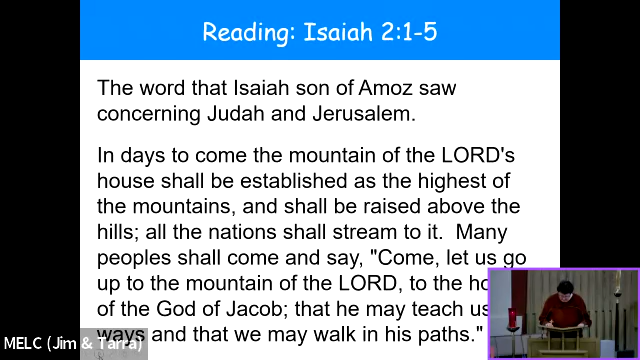 Reading: Isaiah 2:1-5
The word that Isaiah son of Amoz saw
concerning Judah and Jerusalem.
In days to come the mountain of the LORD's
house shall be established as the highest of
the mountains, and shall be raised above the
hills; all the nations shall stream to it.  Many
peoples shall come and say, "Come, let us go
up to the mountain of the LORD, to the
of the God of Jacob; that he may teach us
ways and that we may walk in his paths."
MELC (Jim & Tarra)